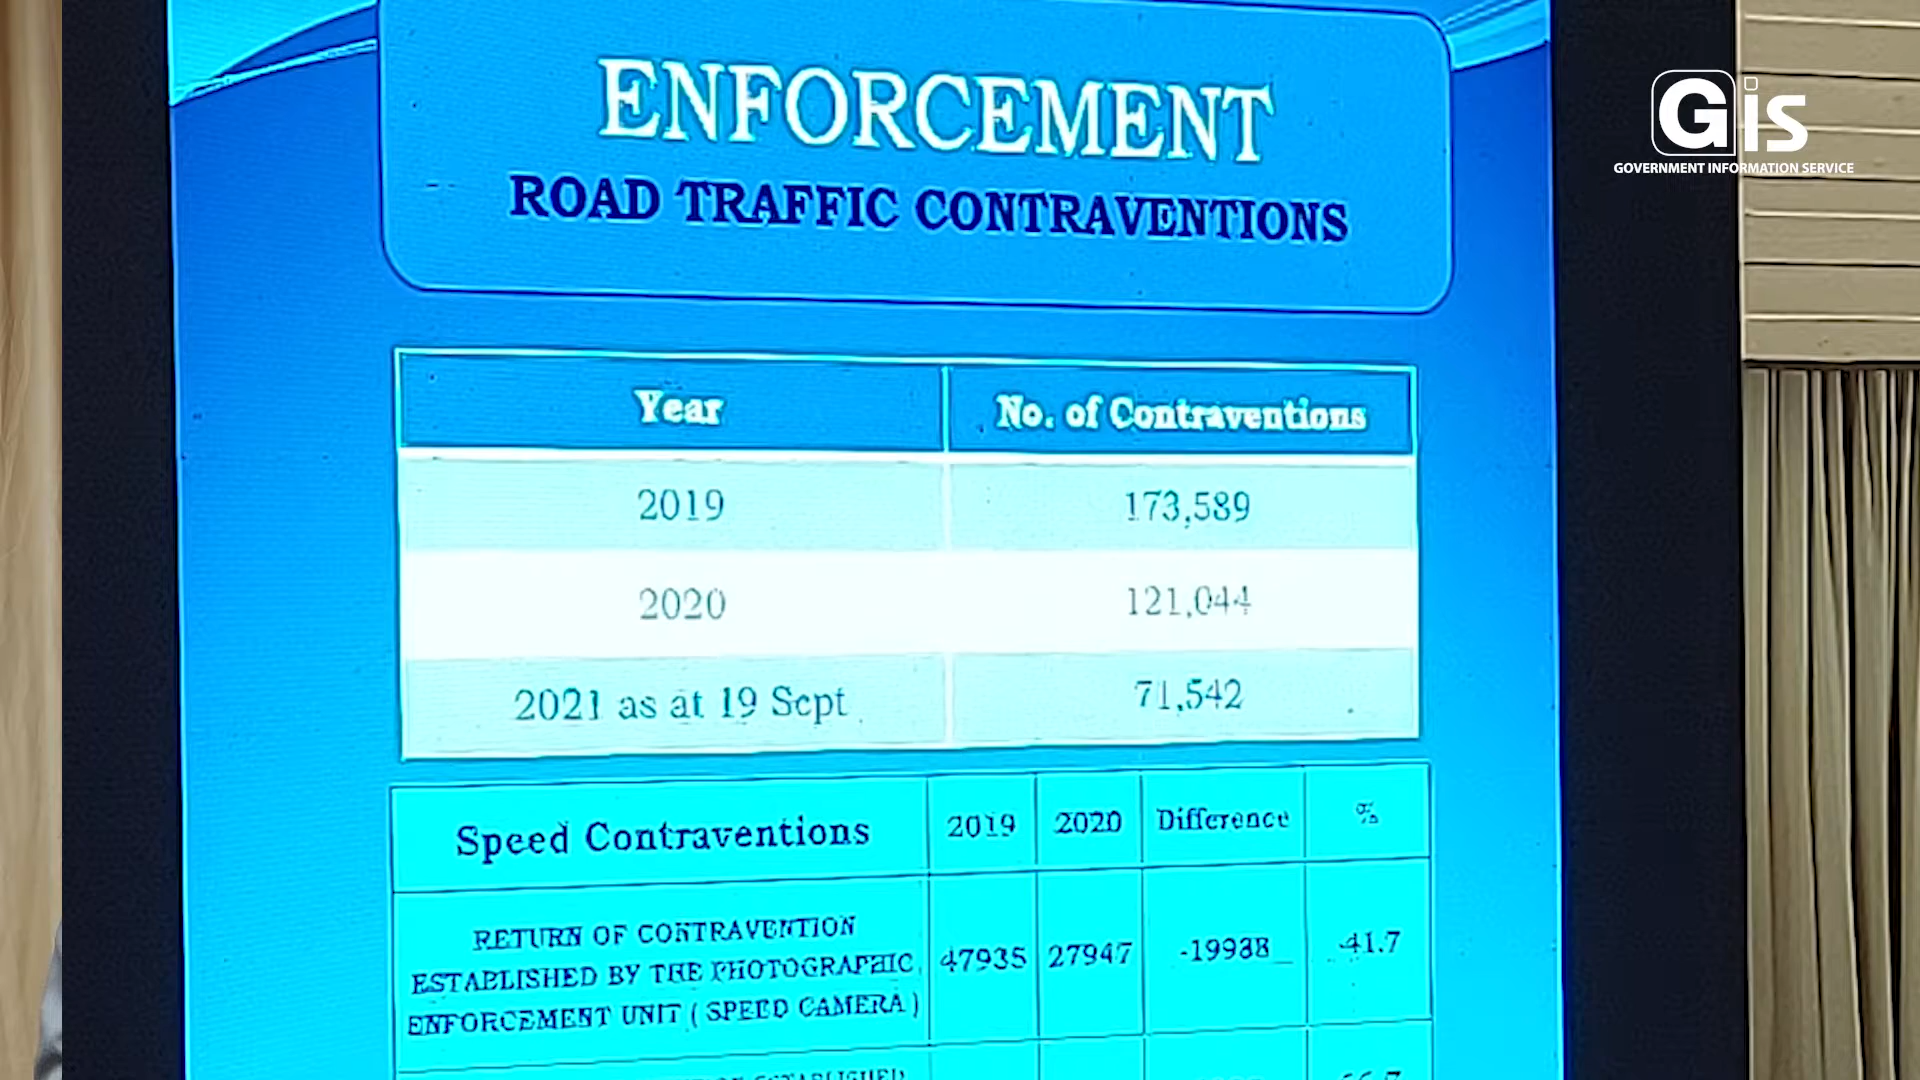 ENFORCEMENT
ROAD TRAFFIC CONTRAVENTIONS
GiS
GOVERNMENT INFORMATION SERVICE
Year No. of Contraventions
2019 173,589
2020 121,044
2021 as at 19 Sept 71,542
Speed Contraventions 2019 2020 Difference %
RETURN OF CONTRAVENTION
ESTABLISHED BY THE PHOTOGRAPHIC
ENFORCEMENT UNIT ( SPEED CAMERA )
47935 27947 -19988 -41.7